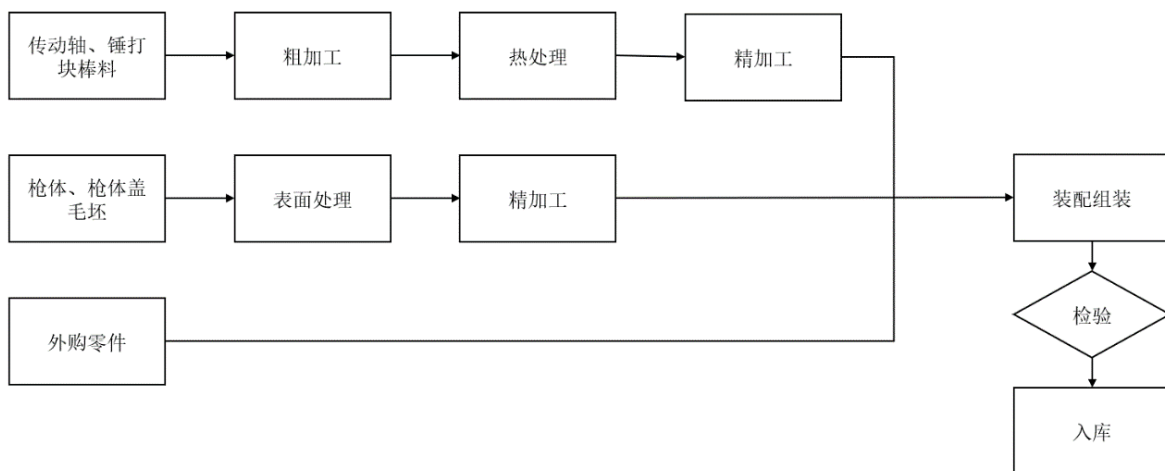 传动轴、锤打
块棒料
粗加工
热处理
精加工
枪体、枪体盖
毛坯
表面处理
精加工
装配组装
外购零件
检验
入库